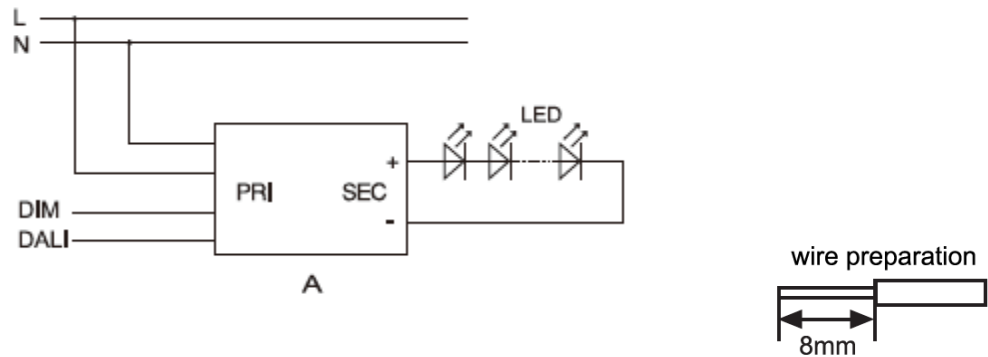 L
N
LED
+
PRI SEC
-
DIM
DALI
A
wire preparation
8mm